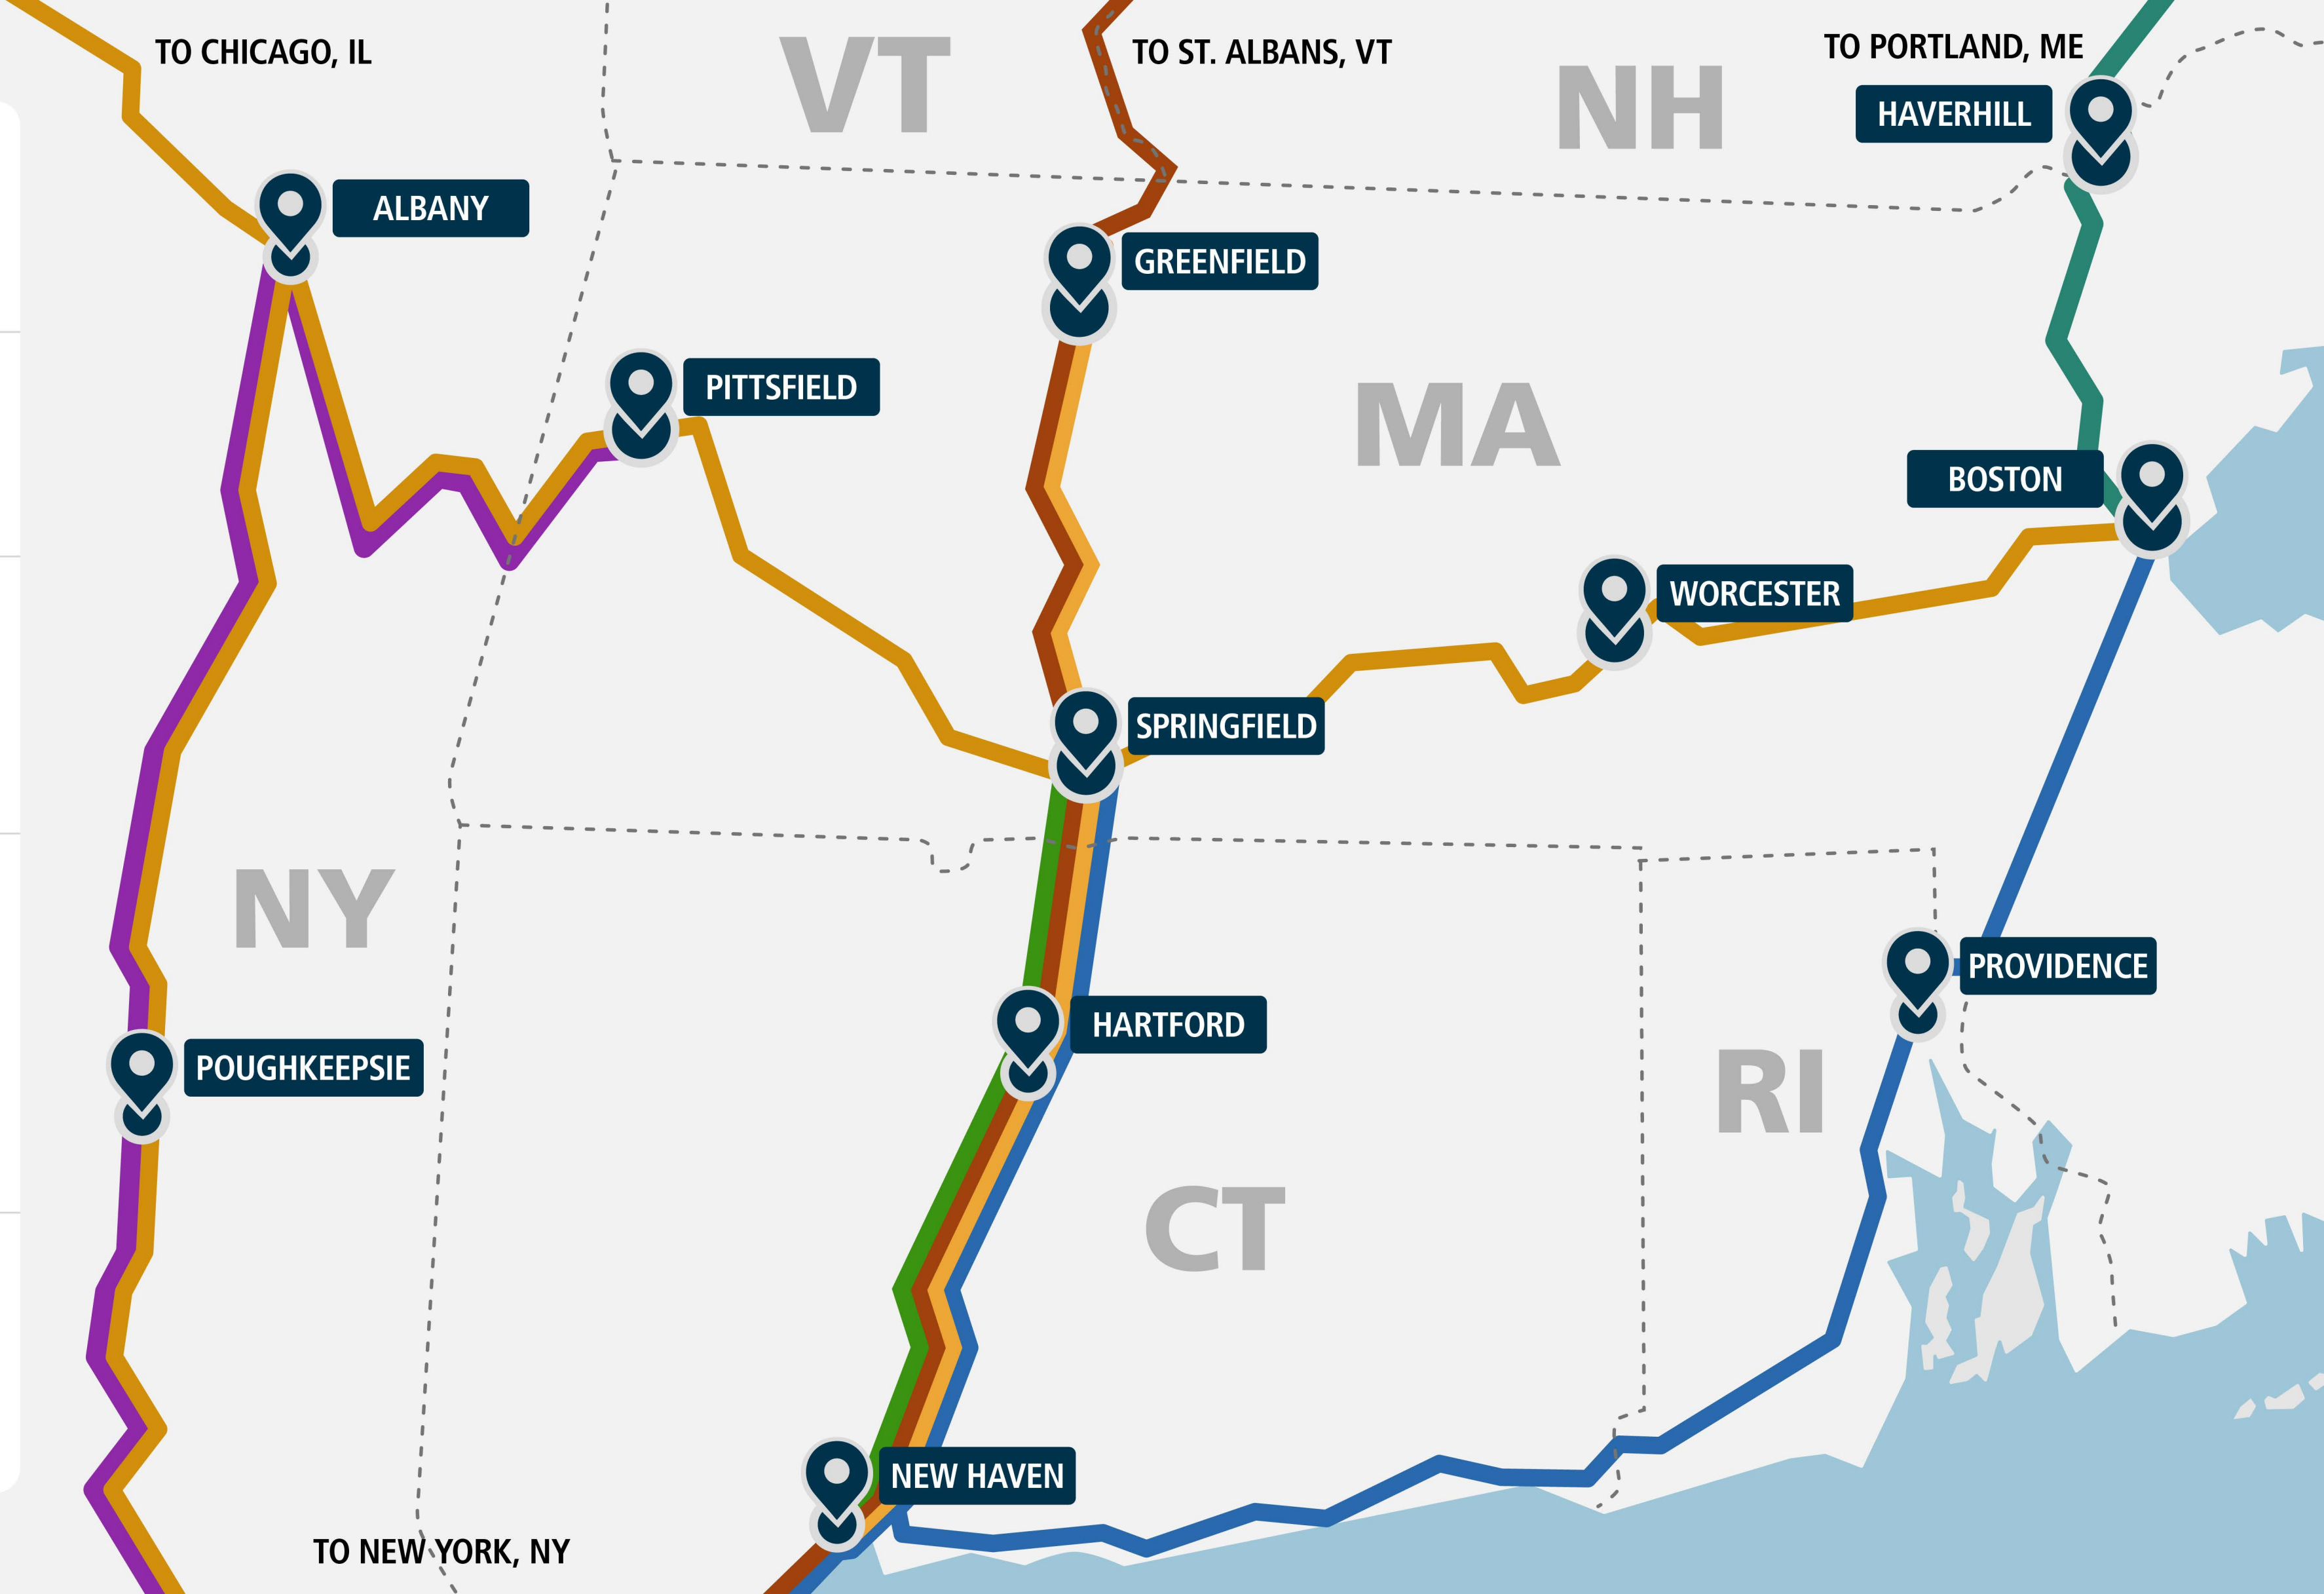 TO CHICAGO, IL
VT
TO ST. ALBANS, VT
NH
TO PORTLAND, ME
HAVERHILL
ALBANY
GREENFIELD
PITTSFIELD
MA
BOSTON
WORCESTER
SPRINGFIELD
NY
PROVIDENCE
HARTFORD
POUGHKEEPSIE
RI
CT
NEW HAVEN
TO NEW YORK, NY